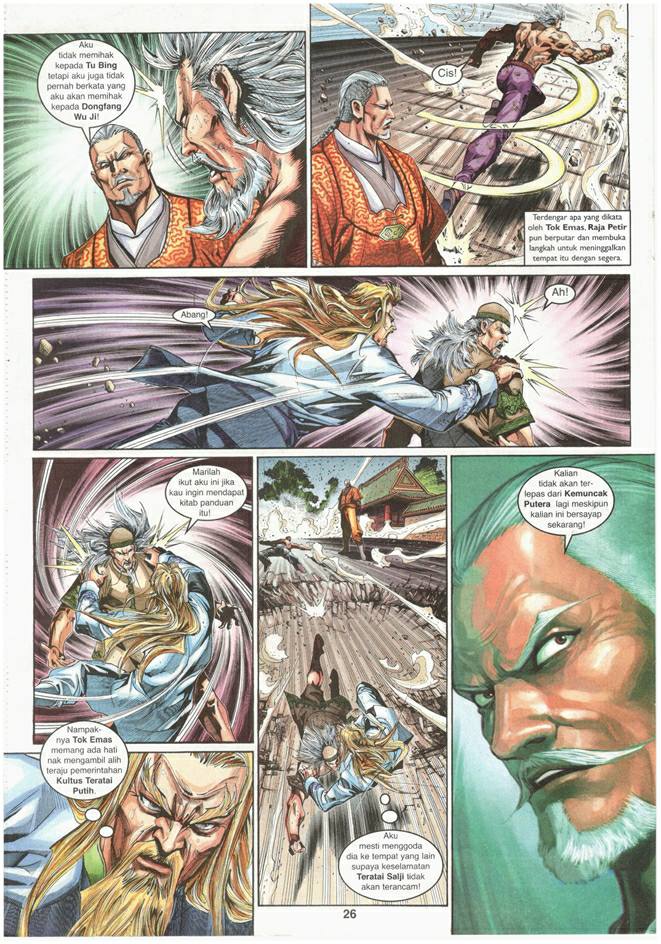 Aku
tidak memihak
kepada Tu Bing
tetapi aku juga tidak
pernah berkata yang
aku akan memihak
kepada Dongfang
Wu Ji!
Cis!
Terdengar apa yang dikata
oleh Tok Emas, Raja Petir
pun berputar dan membuka
langkah untuk meninggalkan
tempat itu dengan segera.
Abang!
Ah!
Marilah
ikut aku ini jika
kau ingin mendapat
kitab panduan
itu!
Kalian
tidak akan ter-
lepas dari Kemuncak
Putera lagi meskipun
kalian ini bersayap
sekarang!
Nampak-
nya Tok Emas
memang ada hati
nak mengambil alih
teraju pemerintahan
Kultus Teratai
Putih.
Aku
mesti menggoda
dia ke tempat yang lain
supaya keselamatan
Teratai Salji tidak
akan terancam!
26